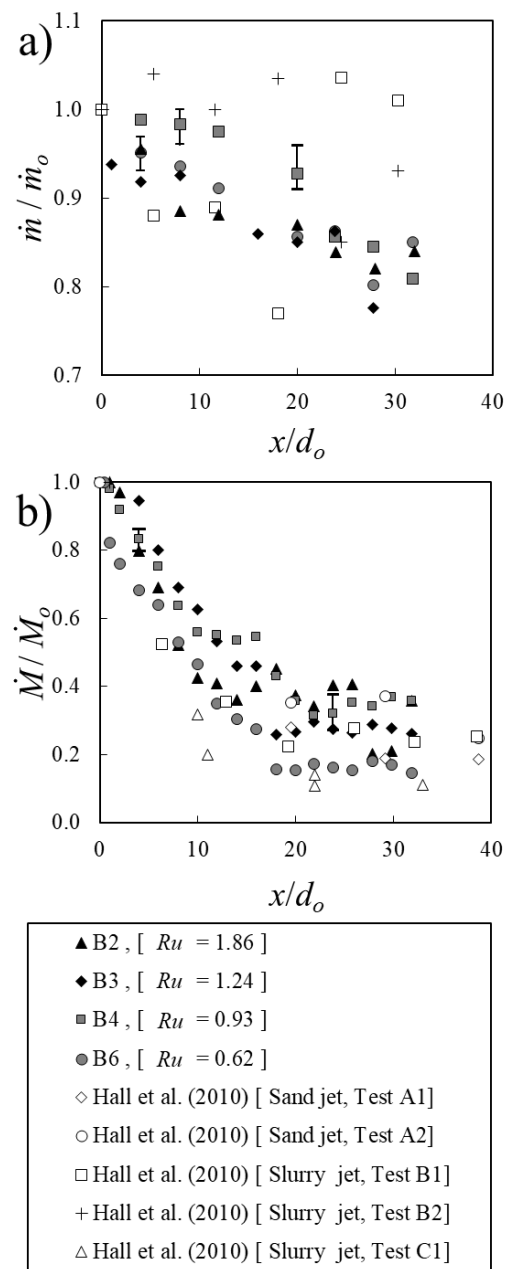 a)
1.1
1.0
0.9
0.8
0.7
ṁ / ṁo
0 10 20 30 40
x/do
b)
1.0
0.8
0.6
0.4
0.2
0.0
Ṁ / Ṁo
0 10 20 30 40
x/do
▲ B2 , [ Ru = 1.86 ]
◆ B3 , [ Ru = 1.24 ]
■ B4 , [ Ru = 0.93 ]
● B6 , [ Ru = 0.62 ]
◇ Hall et al. (2010) [ Sand jet, Test A1]
○ Hall et al. (2010) [ Sand jet, Test A2]
□ Hall et al. (2010) [ Slurry jet, Test B1]
+ Hall et al. (2010) [ Slurry jet, Test B2]
△ Hall et al. (2010) [ Slurry jet, Test C1]